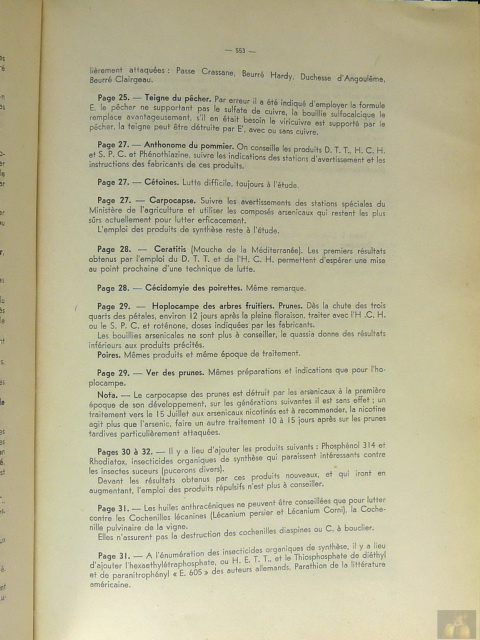 — 553 —
lièrement attaquées : Passe Crassane, Beurré Hardy, Duchesse d'Angoulême,
Beurré Clairgeau.
Page 25. — Teigne du pêcher. Par erreur il a été indiqué d'employer la formule
E. le pêcher ne supportant pas le sulfate de cuivre, la bouillie sulfocalcique le
remplace avantageusement, s'il en était besoin le viricuivre est supporté par le
pêcher, la teigne peut être détruite par E', avec ou sans cuivre.
Page 27. — Anthonome du pommier. On conseille les produits D. T. T., H. C. H.
et S. P. C. et Phénothiazine, suivre les indications des stations d'avertissement et les
instructions des fabricants de ces produits.
Page 27. — Cétoines. Lutte difficile, toujours à l'étude.
Page 27. — Carpocapse. Suivre les avertissements des stations spéciales du
Ministère de l'agriculture et utiliser les composés arsenicaux qui restent les plus
sûrs actuellement pour lutter efficacement.
L'emploi des produits de synthèse reste à l'étude.
Page 28. — Ceratitis (Mouche de la Méditerranée). Les premiers résultats
obtenus par l'emploi du D. T. T. et de l'H. C. H. permettent d'espérer une mise
au point prochaine d'une technique de lutte.
Page 28. — Cécidomyie des poirettes. Même remarque.
Page 29. — Hoplocampe des arbres fruitiers. Prunes. Dès la chute des trois
quarts des pétales, environ 12 jours après la pleine floraison, traiter avec l'H .C. H.
ou le S. P. C. et roténone, doses indiquées par les fabricants.
Les bouillies arsenicales ne sont plus à conseiller, le quassia donne des résultats
inférieurs aux produits précités.
Poires. Mêmes produits et même époque de traitement.
Page 29. — Ver des prunes. Mêmes préparations et indications que pour l'ho-
plocampe.
Nota. — Le carpocapse des prunes est détruit par les arsenicaux à la première
époque de son développement, sur les générations suivantes il est sans effet ; un
traitement vers le 15 Juillet aux arsenicaux nicotinés est à recommander, la nicotine
agit plus que l'arsenic, faire un autre traitement 10 à 15 jours après sur les prunes
tardives particulièrement attaquées.
Pages 30 à 32. — Il y a lieu d'ajouter les produits suivants : Phosphénol 314 et
Rhodiatox, insecticides organiques de synthèse qui paraissent intéressants contre
les insectes suceurs (pucerons divers).
Devant les résultats obtenus par ces produits nouveaux, et qui iront en
augmentant, l'emploi des produits répulsifs n'est plus à conseiller.
Page 31. — Les huiles anthracéniques ne peuvent être conseillées que pour lutter
contre les Cochenilles lécanines (Lécanium persier et Lécanium Corni), la Coche-
nille pulvinaire de la vigne.
Elles n'assurent pas la destruction des cochenilles diaspines ou C. à bouclier.
Page 31. — A l'énumération des insecticides organiques de synthèse, il y a lieu
d'ajouter l'hexaethylétraphosphate, ou H. E. T. T., et le Thiosphosphate de diéthyl
et de paranitrophényl « E. 605 » des auteurs allemands. Parathion de la littérature
américaine.